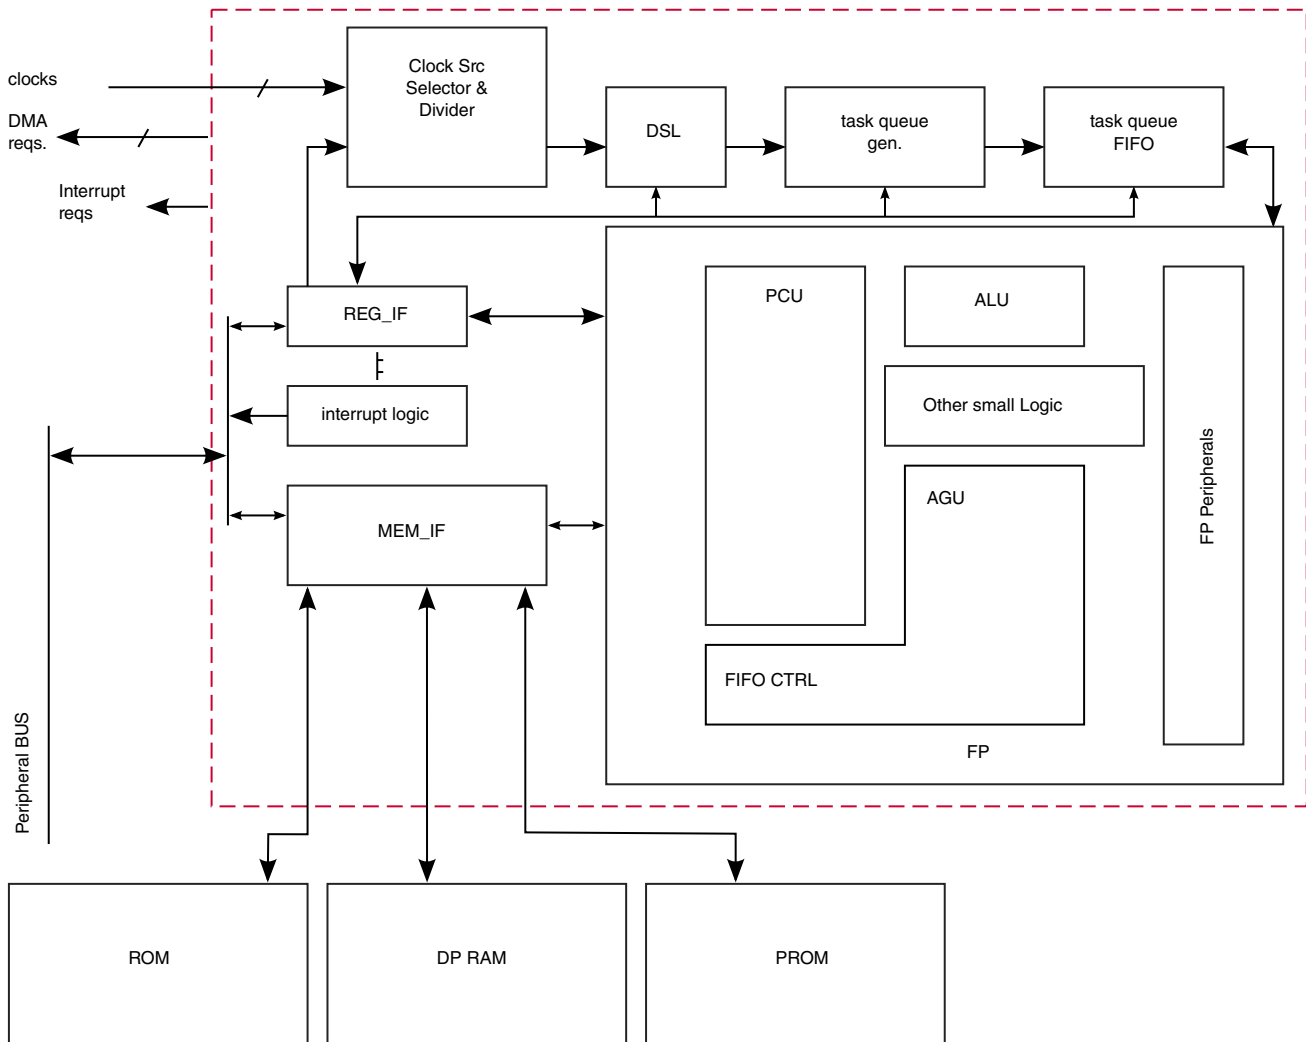 clocks
DMA
reqs.
Interrupt
reqs
Clock Src
Selector &
Divider
DSL
task queue
gen.
task queue
FIFO
REG_IF
interrupt logic
MEM_IF
PCU
ALU
Other small Logic
AGU
FIFO CTRL
FP
FP Peripherals
Peripheral BUS
ROM
DP RAM
PROM